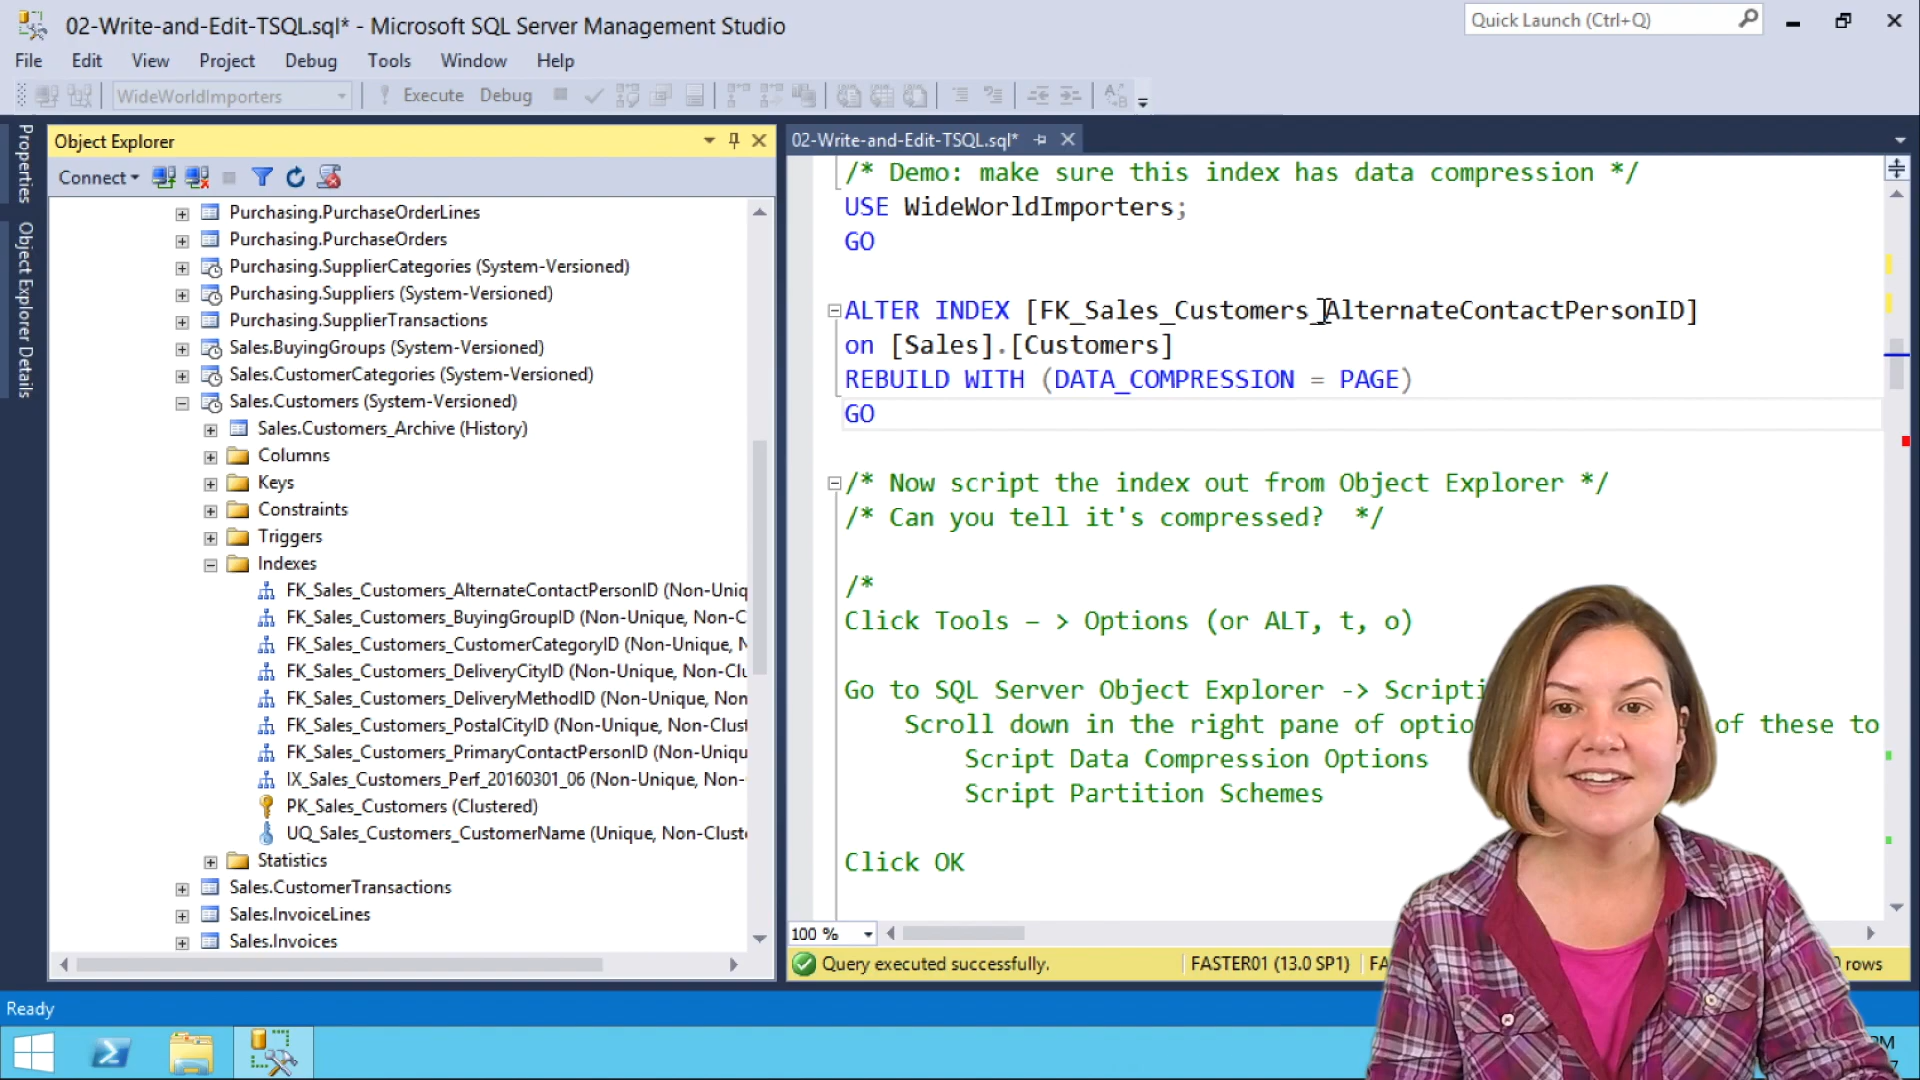 02-Write-and-Edit-TSQL.sql* - Microsoft SQL Server Management Studio
Quick Launch (Ctrl+Q)
File Edit View Project Debug Tools Window Help
WideWorldImporters Execute Debug
Properties
Object Explorer Details
Object Explorer
Connect
Purchasing.PurchaseOrderLines
Purchasing.PurchaseOrders
Purchasing.SupplierCategories (System-Versioned)
Purchasing.Suppliers (System-Versioned)
Purchasing.SupplierTransactions
Sales.BuyingGroups (System-Versioned)
Sales.CustomerCategories (System-Versioned)
Sales.Customers (System-Versioned)
Sales.Customers_Archive (History)
Columns
Keys
Constraints
Triggers
Indexes
FK_Sales_Customers_AlternateContactPersonID (Non-Uniq
FK_Sales_Customers_BuyingGroupID (Non-Unique, Non-C
FK_Sales_Customers_CustomerCategoryID (Non-Unique, N
FK_Sales_Customers_DeliveryCityID (Non-Unique, Non-Clu
FK_Sales_Customers_DeliveryMethodID (Non-Unique, Non
FK_Sales_Customers_PostalCityID (Non-Unique, Non-Clust
FK_Sales_Customers_PrimaryContactPersonID (Non-Unique
IX_Sales_Customers_Perf_20160301_06 (Non-Unique, Non-
PK_Sales_Customers (Clustered)
UQ_Sales_Customers_CustomerName (Unique, Non-Cluste
Statistics
Sales.CustomerTransactions
Sales.InvoiceLines
Sales.Invoices
02-Write-and-Edit-TSQL.sql*
/* Demo: make sure this index has data compression */
USE WideWorldImporters;
GO
ALTER INDEX [FK_Sales_Customers_AlternateContactPersonID]
on [Sales].[Customers]
REBUILD WITH (DATA_COMPRESSION = PAGE)
GO
/* Now script the index out from Object Explorer */
/* Can you tell it's compressed?  */
/*
Click Tools – > Options (or ALT, t, o)
Go to SQL Server Object Explorer -> Scripti
Scroll down in the right pane of optio of these to
Script Data Compression Options
Script Partition Schemes
Click OK
100 %
Query executed successfully. FASTER01 (13.0 SP1) FA rows
Ready